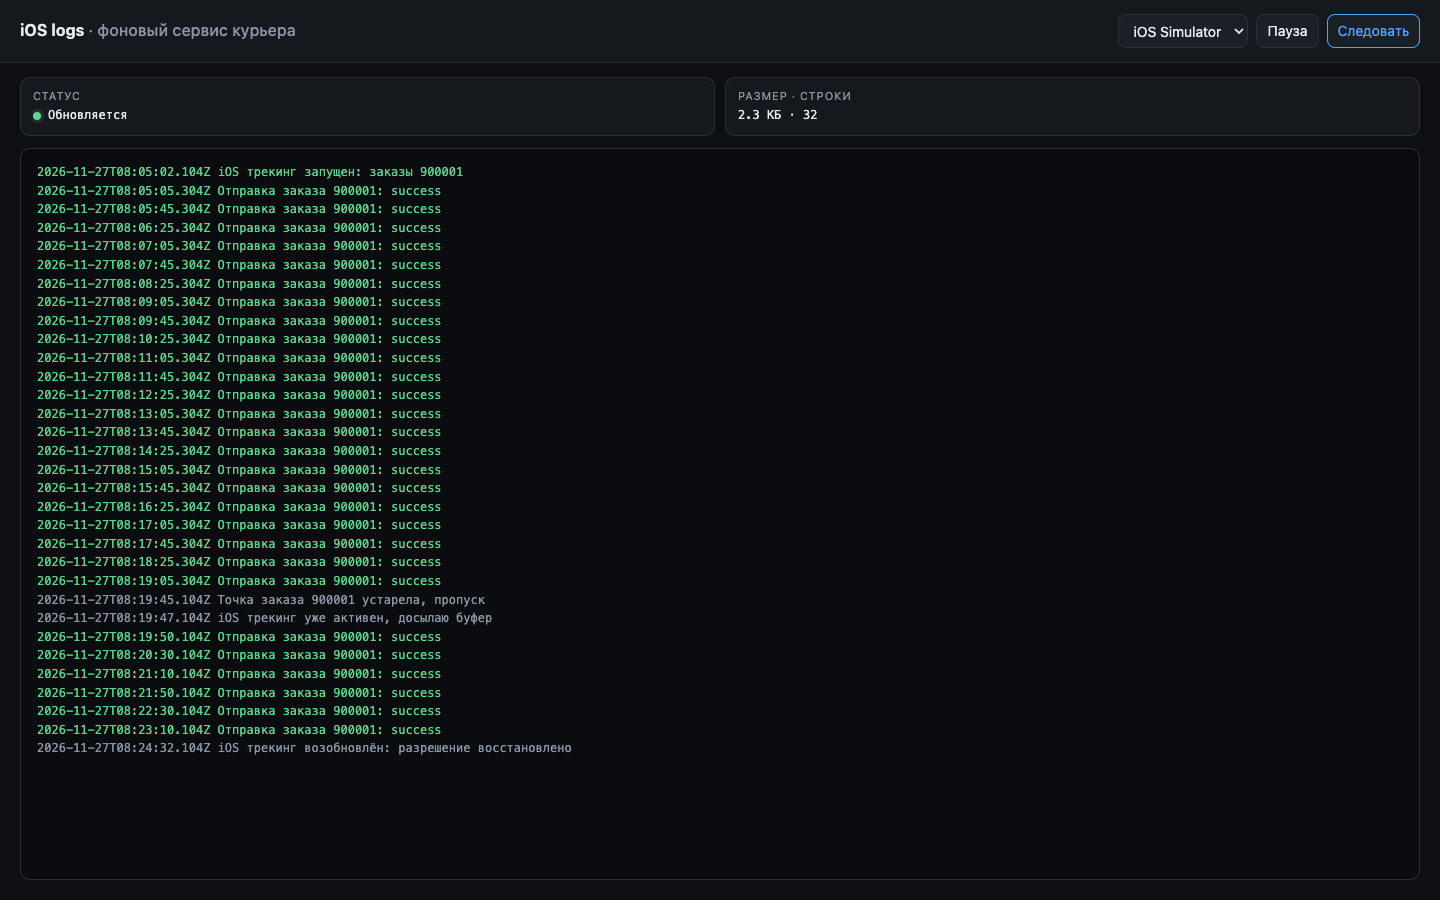 iOS logs · фоновый сервис курьера
iOS Simulator
Пауза
Следовать
СТАТУС
Обновляется
РАЗМЕР · СТРОКИ
2.3 КБ · 32
2026-11-27T08:05:02.104Z iOS трекинг запущен: заказы 900001
2026-11-27T08:05:05.304Z Отправка заказа 900001: success
2026-11-27T08:05:45.304Z Отправка заказа 900001: success
2026-11-27T08:06:25.304Z Отправка заказа 900001: success
2026-11-27T08:07:05.304Z Отправка заказа 900001: success
2026-11-27T08:07:45.304Z Отправка заказа 900001: success
2026-11-27T08:08:25.304Z Отправка заказа 900001: success
2026-11-27T08:09:05.304Z Отправка заказа 900001: success
2026-11-27T08:09:45.304Z Отправка заказа 900001: success
2026-11-27T08:10:25.304Z Отправка заказа 900001: success
2026-11-27T08:11:05.304Z Отправка заказа 900001: success
2026-11-27T08:11:45.304Z Отправка заказа 900001: success
2026-11-27T08:12:25.304Z Отправка заказа 900001: success
2026-11-27T08:13:05.304Z Отправка заказа 900001: success
2026-11-27T08:13:45.304Z Отправка заказа 900001: success
2026-11-27T08:14:25.304Z Отправка заказа 900001: success
2026-11-27T08:15:05.304Z Отправка заказа 900001: success
2026-11-27T08:15:45.304Z Отправка заказа 900001: success
2026-11-27T08:16:25.304Z Отправка заказа 900001: success
2026-11-27T08:17:05.304Z Отправка заказа 900001: success
2026-11-27T08:17:45.304Z Отправка заказа 900001: success
2026-11-27T08:18:25.304Z Отправка заказа 900001: success
2026-11-27T08:19:05.304Z Отправка заказа 900001: success
2026-11-27T08:19:45.104Z Точка заказа 900001 устарела, пропуск
2026-11-27T08:19:47.104Z iOS трекинг уже активен, досылаю буфер
2026-11-27T08:19:50.104Z Отправка заказа 900001: success
2026-11-27T08:20:30.104Z Отправка заказа 900001: success
2026-11-27T08:21:10.104Z Отправка заказа 900001: success
2026-11-27T08:21:50.104Z Отправка заказа 900001: success
2026-11-27T08:22:30.104Z Отправка заказа 900001: success
2026-11-27T08:23:10.104Z Отправка заказа 900001: success
2026-11-27T08:24:32.104Z iOS трекинг возобновлён: разрешение восстановлено